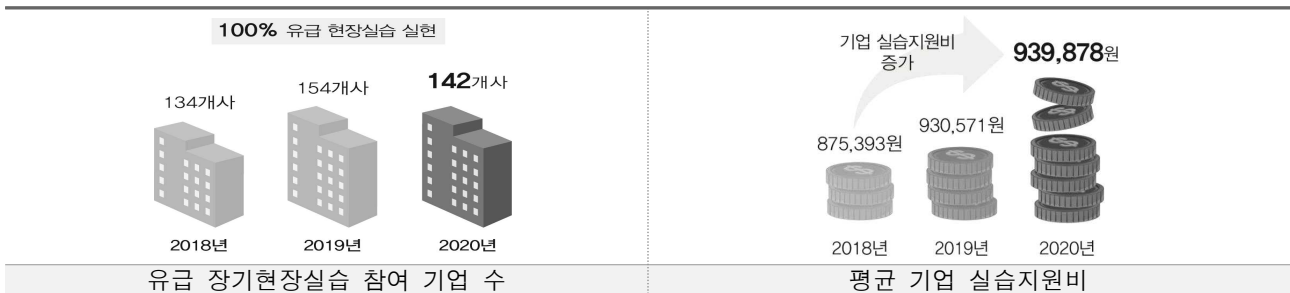 100% 유급 현장실습 실현
134개사
154개사
142개사
2018년
2019년
2020년
유급 장기현장실습 참여 기업 수
기업 실습지원비
증가
875,393원
930,571원
939,878원
2018년
2019년
2020년
평균 기업 실습지원비